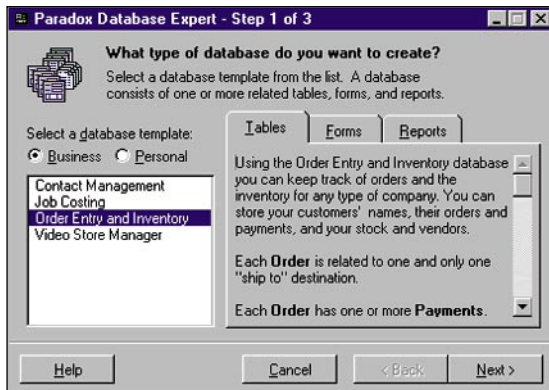 Paradox Database Expert - Step 1 of 3
What type of database do you want to create?
Select a database template from the list. A database
consists of one or more related tables, forms, and reports.
Select a database template:
Business Personal
Contact Management
Job Costing
Order Entry and Inventory
Video Store Manager
Tables Forms Reports
Using the Order Entry and Inventory database
you can keep track of orders and the
inventory for any type of company. You can
store your customers' names, their orders and
payments, and your stock and vendors.
Each Order is related to one and only one
"ship to" destination.
Each Order has one or more Payments.
Help Cancel < Back Next >